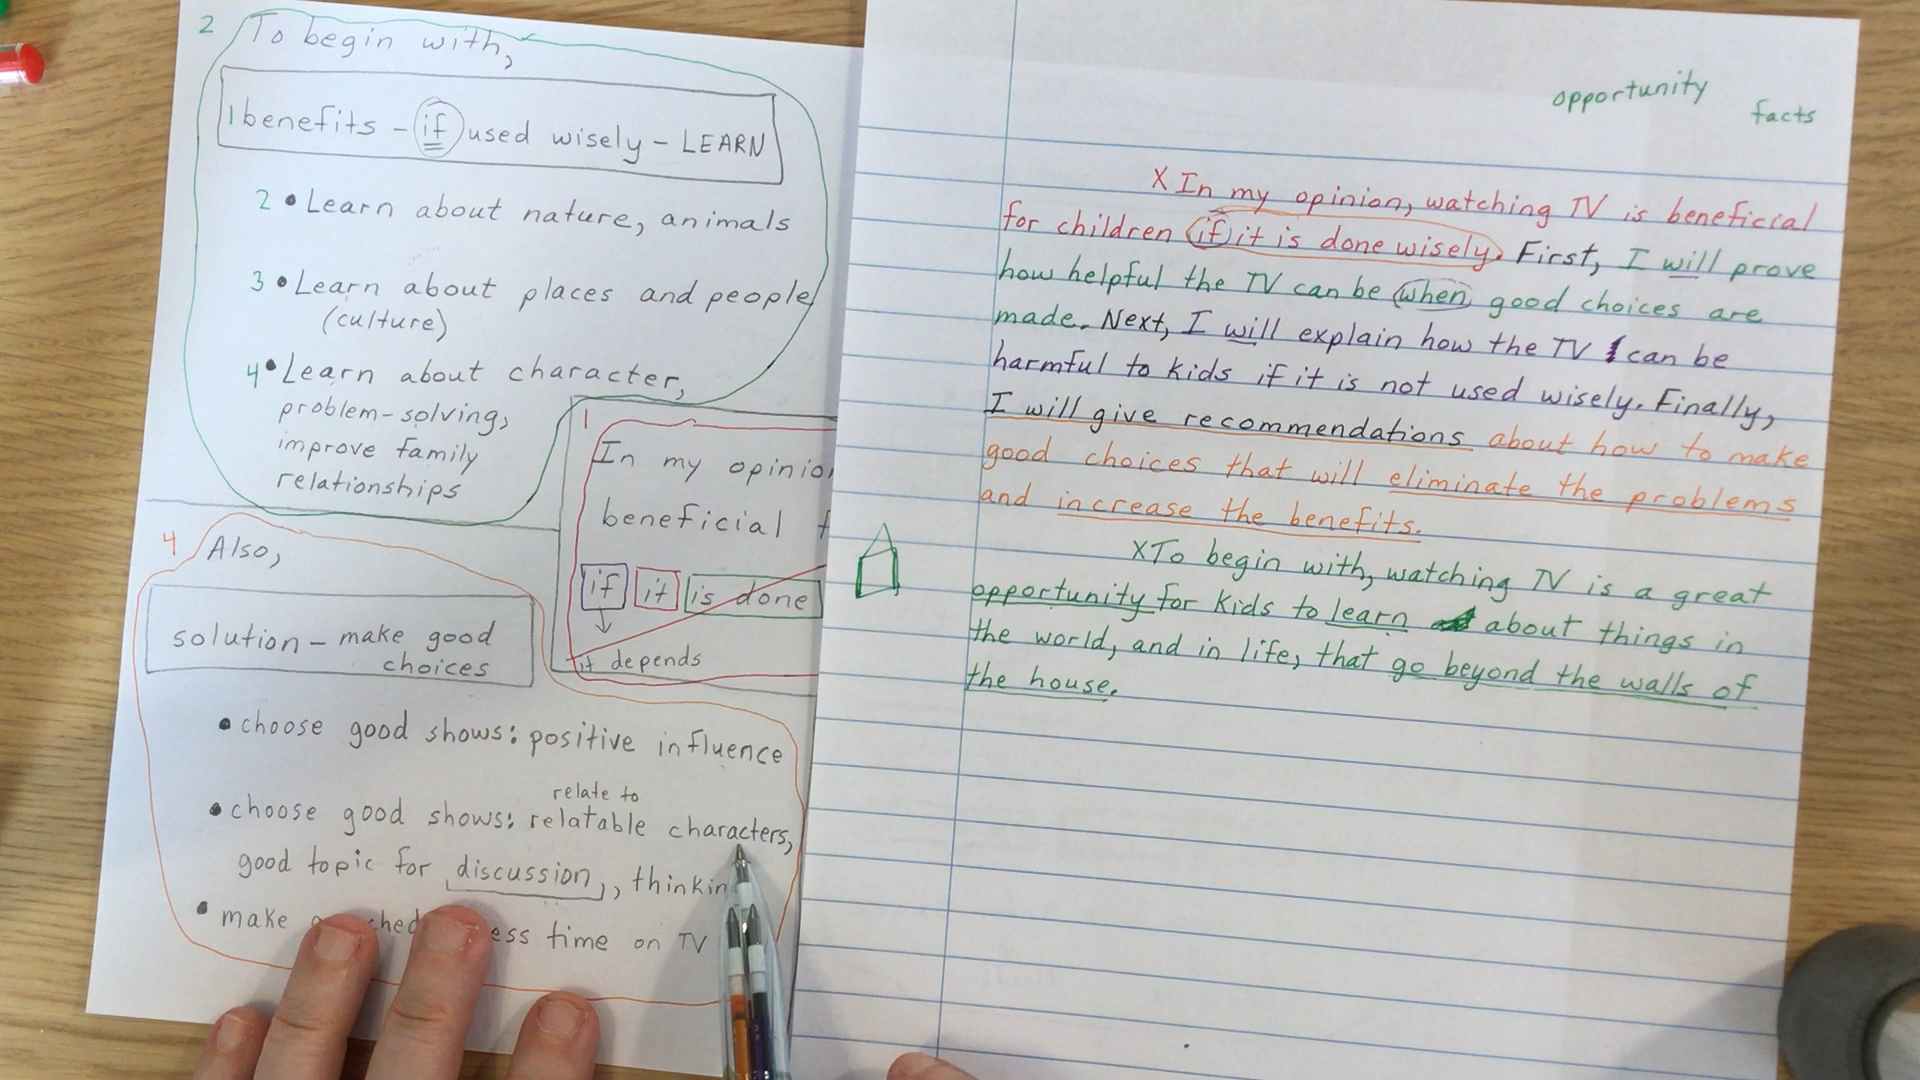 2 To begin with,
1 benefits - if used wisely - LEARN
2 • Learn about nature, animals
3 • Learn about places and people
(culture)
4 • Learn about character,
problem-solving,
improve family
relationships
1
In my
beneficial
if it is done
it depends
4 Also,
solution - make good
choices
• choose good shows: positive influence
relate to
• choose good shows: relatable characters,
good topic for discussion,
• make time on TV
opportunity
facts
X In my opinion, watching TV is beneficial
for children if it is done wisely. First, I will prove
how helpful the TV can be when good choices are
made. Next, I will explain how the TV can be
harmful to kids if it is not used wisely. Finally,
I will give recommendations about how to make
good choices that will eliminate the problems
and increase the benefits.
X To begin with, watching TV is a great
opportunity for kids to learn about things in
the world, and in life, that go beyond the walls of
the house.